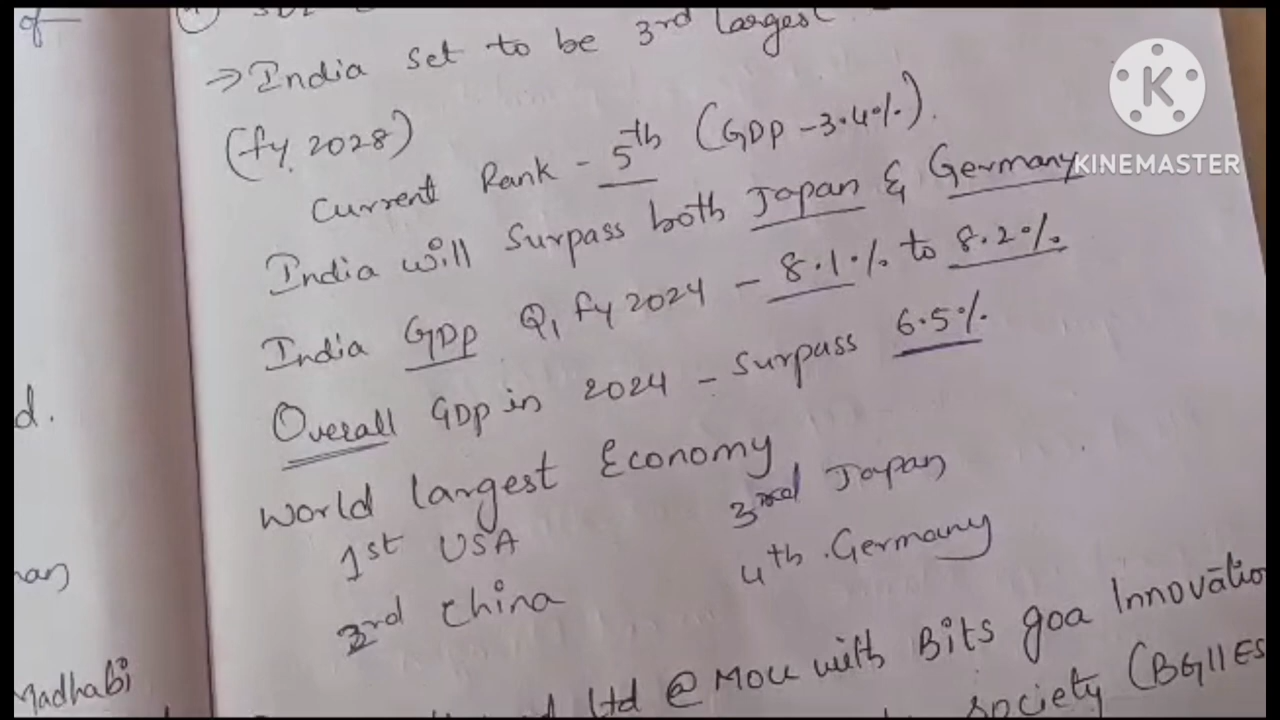 of
→ India set to be 3rd largest
(fy 2028)
Current Rank - 5th (GDP - 3.4%).
India will Surpass both Japan & Germany
India GDP Q1 fy 2024 - 8.1% to 8.2%
Overall GDP in 2024 - Surpass 6.5%
World largest Economy
1st USA
3rd Japan
3rd China
4th Germany
Ltd @ Mou with Bits goa Innovatio
society (BGIIES
d.
Madhabi
K
KINEMASTER